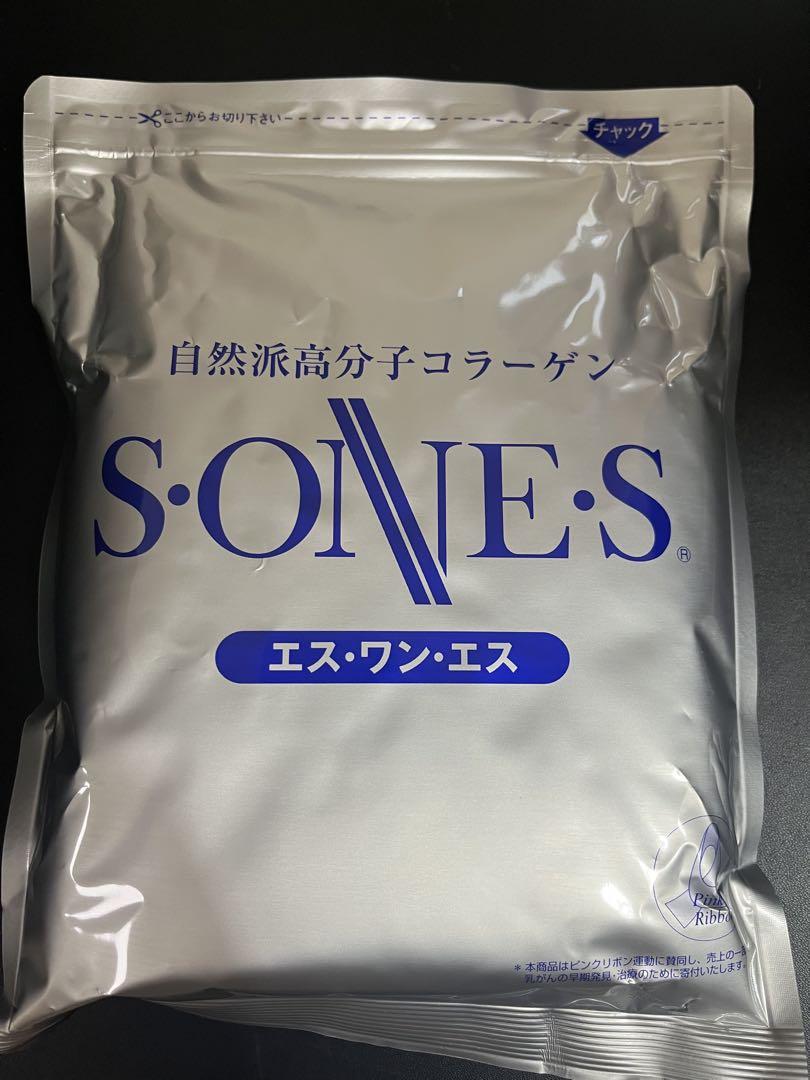 ここからお切り下さい
チャック
自然派高分子コラーゲン
S·ONE·S
®
エス・ワン・エス
Pink
Ribbo
＊本商品はピンクリボン運動に賛同し、売上の一部
乳がんの早期発見・治療のために寄付いたします。